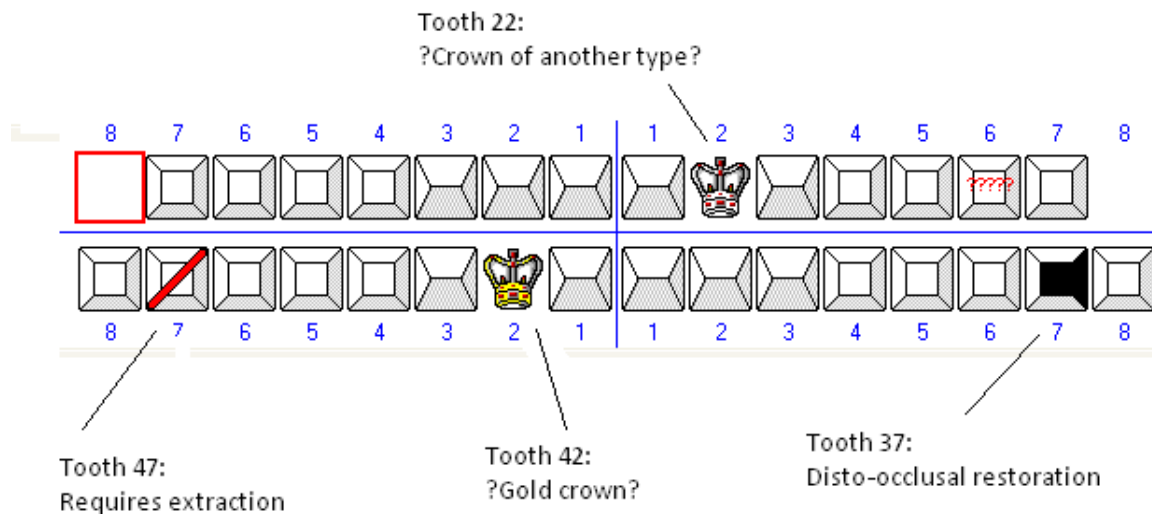 Tooth 22:
?Crown of another type?
8 7 6 5 4 3 2 1 1 2 3 4 5 6 7 8
?????
8 7 6 5 4 3 2 1 1 2 3 4 5 6 7 8
Tooth 47:
Requires extraction
Tooth 42:
?Gold crown?
Tooth 37:
Disto-occlusal restoration